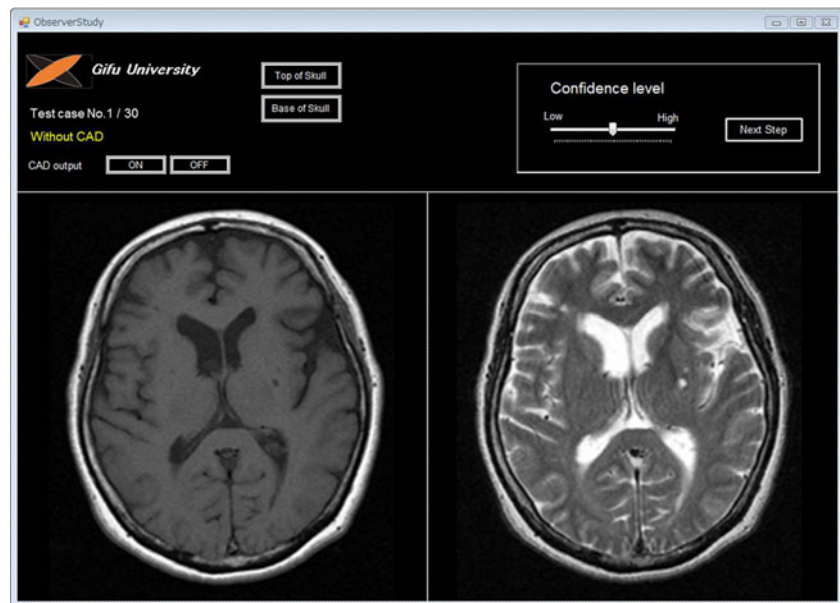 ObserverStudy
Gifu University
Top of Skull
Base of Skull
Test case No.1 / 30
Without CAD
CAD output
ON
OFF
Confidence level
Low
High
Next Step